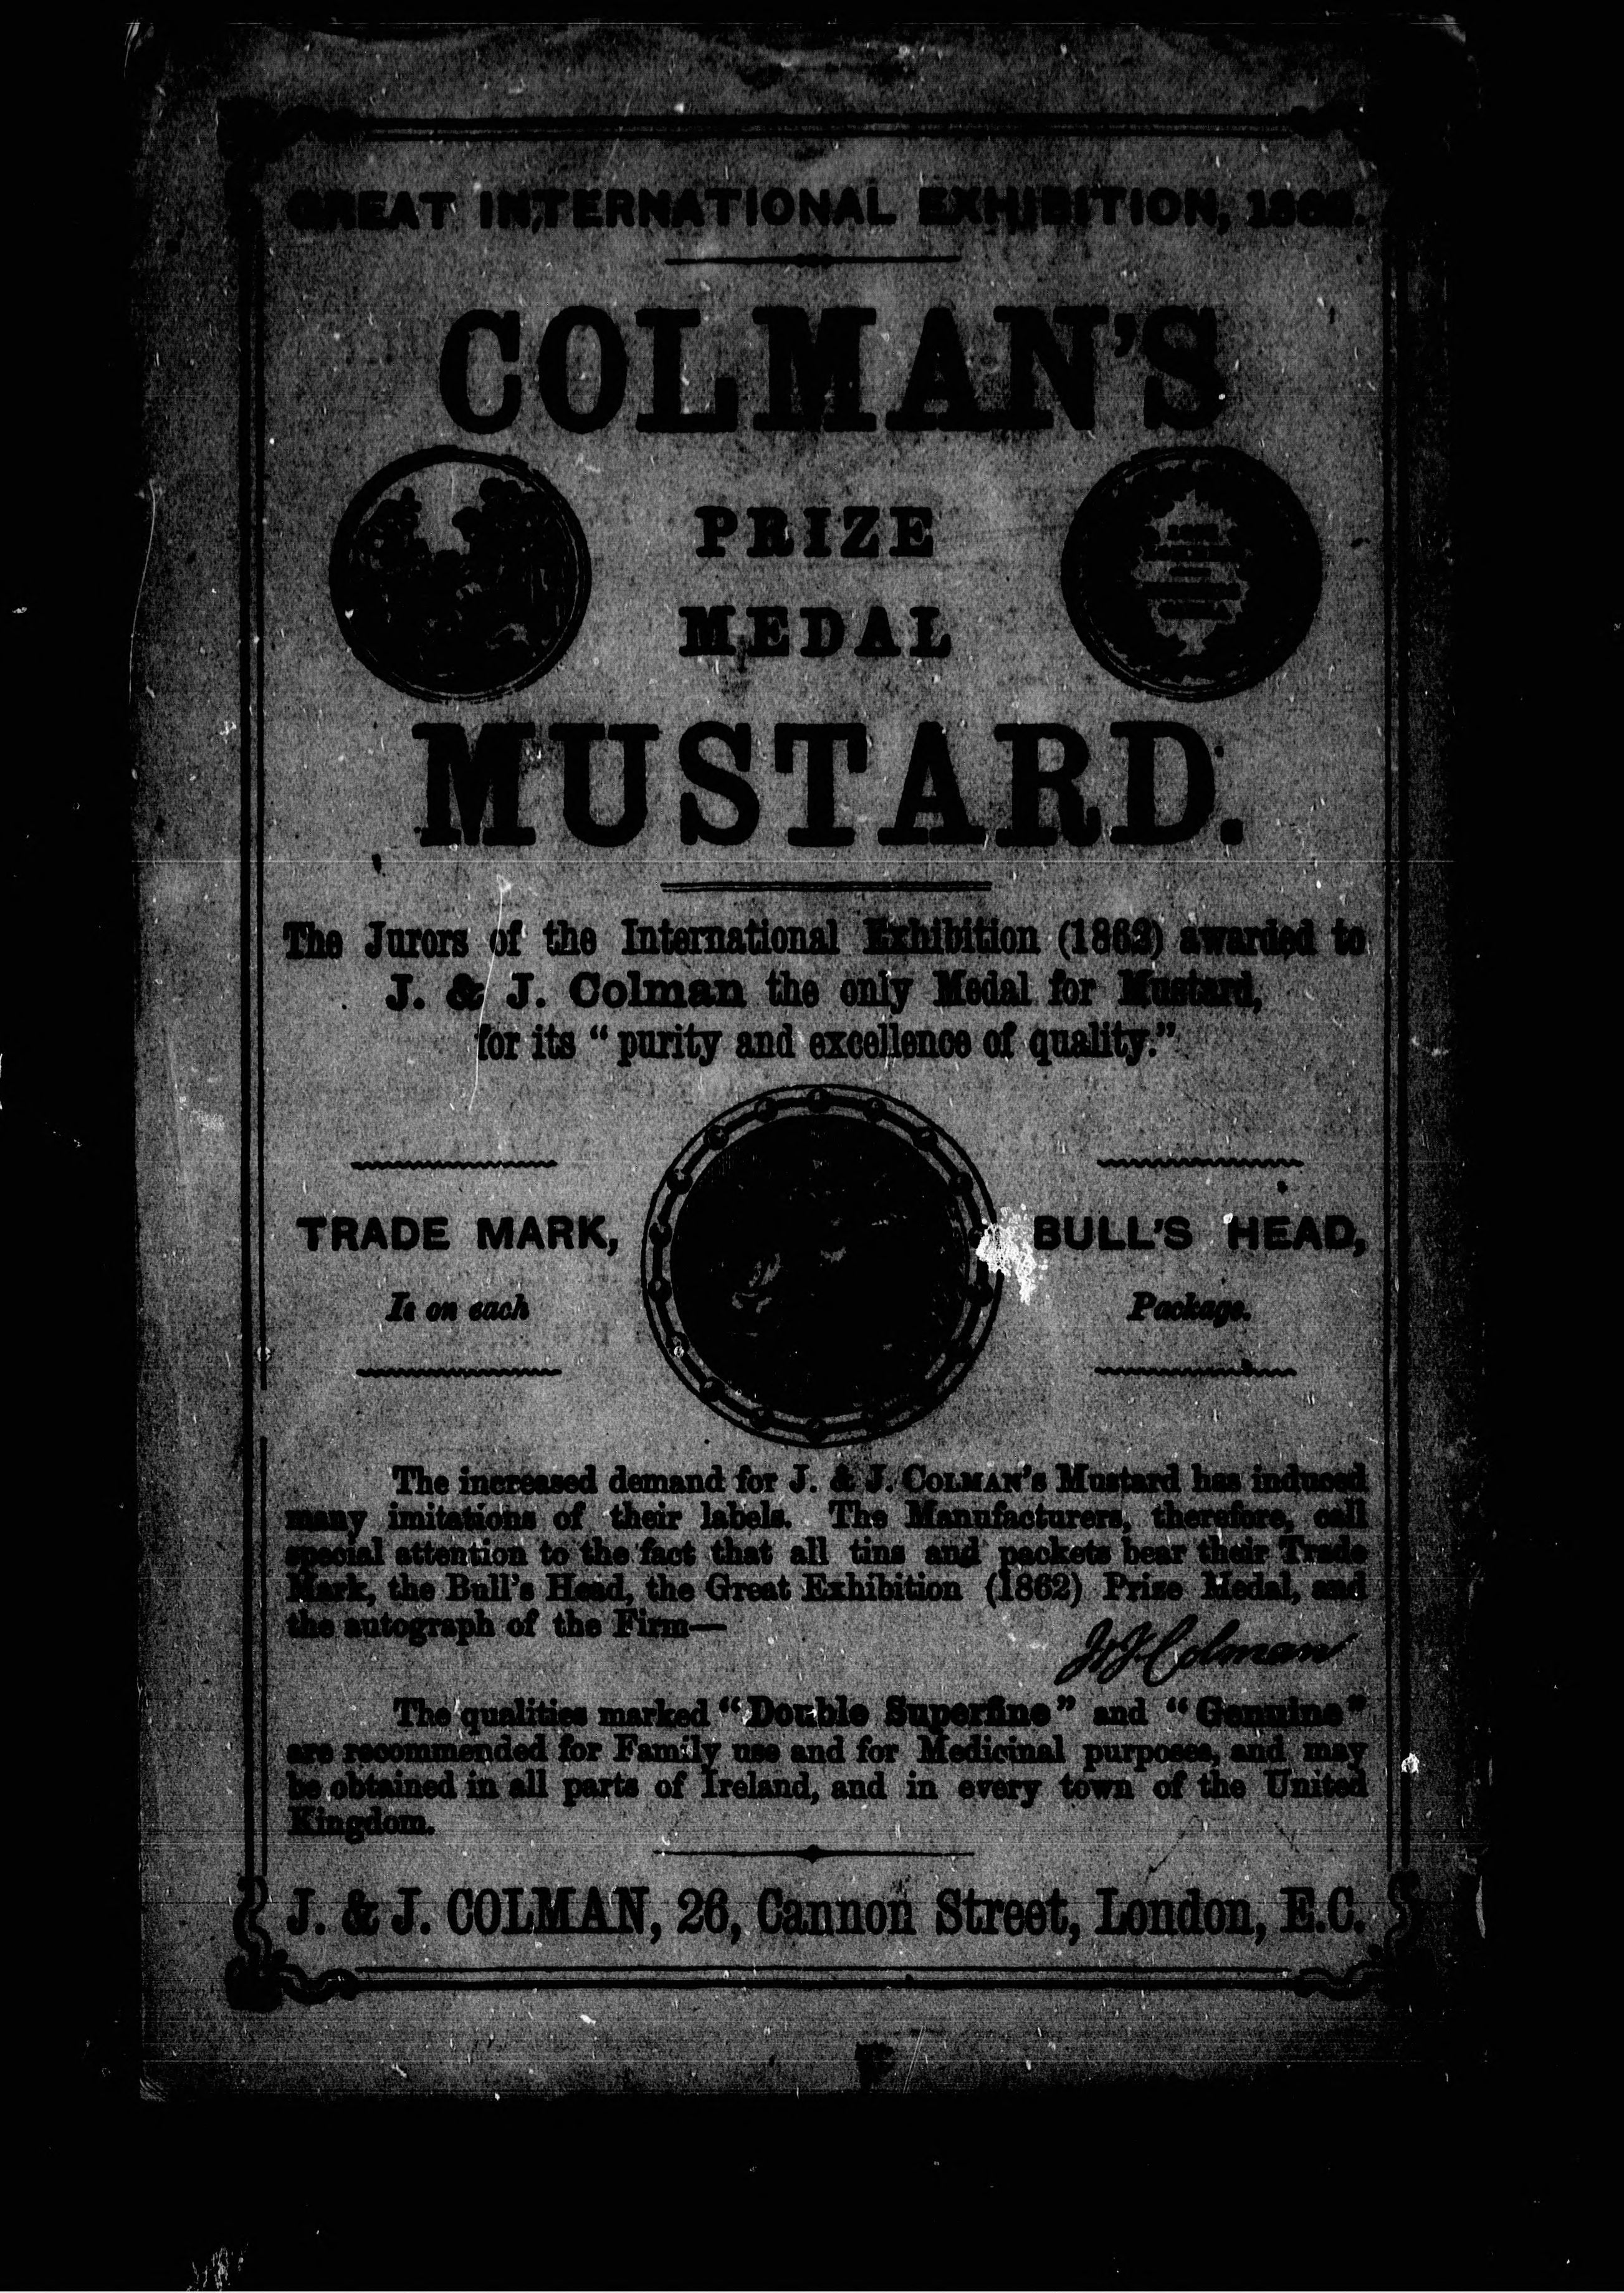 GREAT INTERNATIONAL EXHIBITION, 1862.
COLMAN'S
PRIZE
MEDAL
MUSTARD.
The Jurors of the International Exhibition (1862) awarded to
J. & J. Colman the only Medal for Mustard,
for its “purity and excellence of quality.”
TRADE MARK,
BULL'S HEAD,
Is on each
Package.
The increased demand for J. & J. COLMAN'S Mustard has induced
many imitations of their labels. The Manufacturers, therefore, call
special attention to the fact that all tins and packets bear their Trade
Mark, the Bull's Head, the Great Exhibition (1862) Prize Medal, and
the autograph of the Firm—
J & J Colman
The qualities marked “Double Superfine” and “Genuine”
are recommended for Family use and for Medicinal purposes, and may
be obtained in all parts of Ireland, and in every town of the United
Kingdom.
J. & J. COLMAN, 26, Cannon Street, London, E.C.